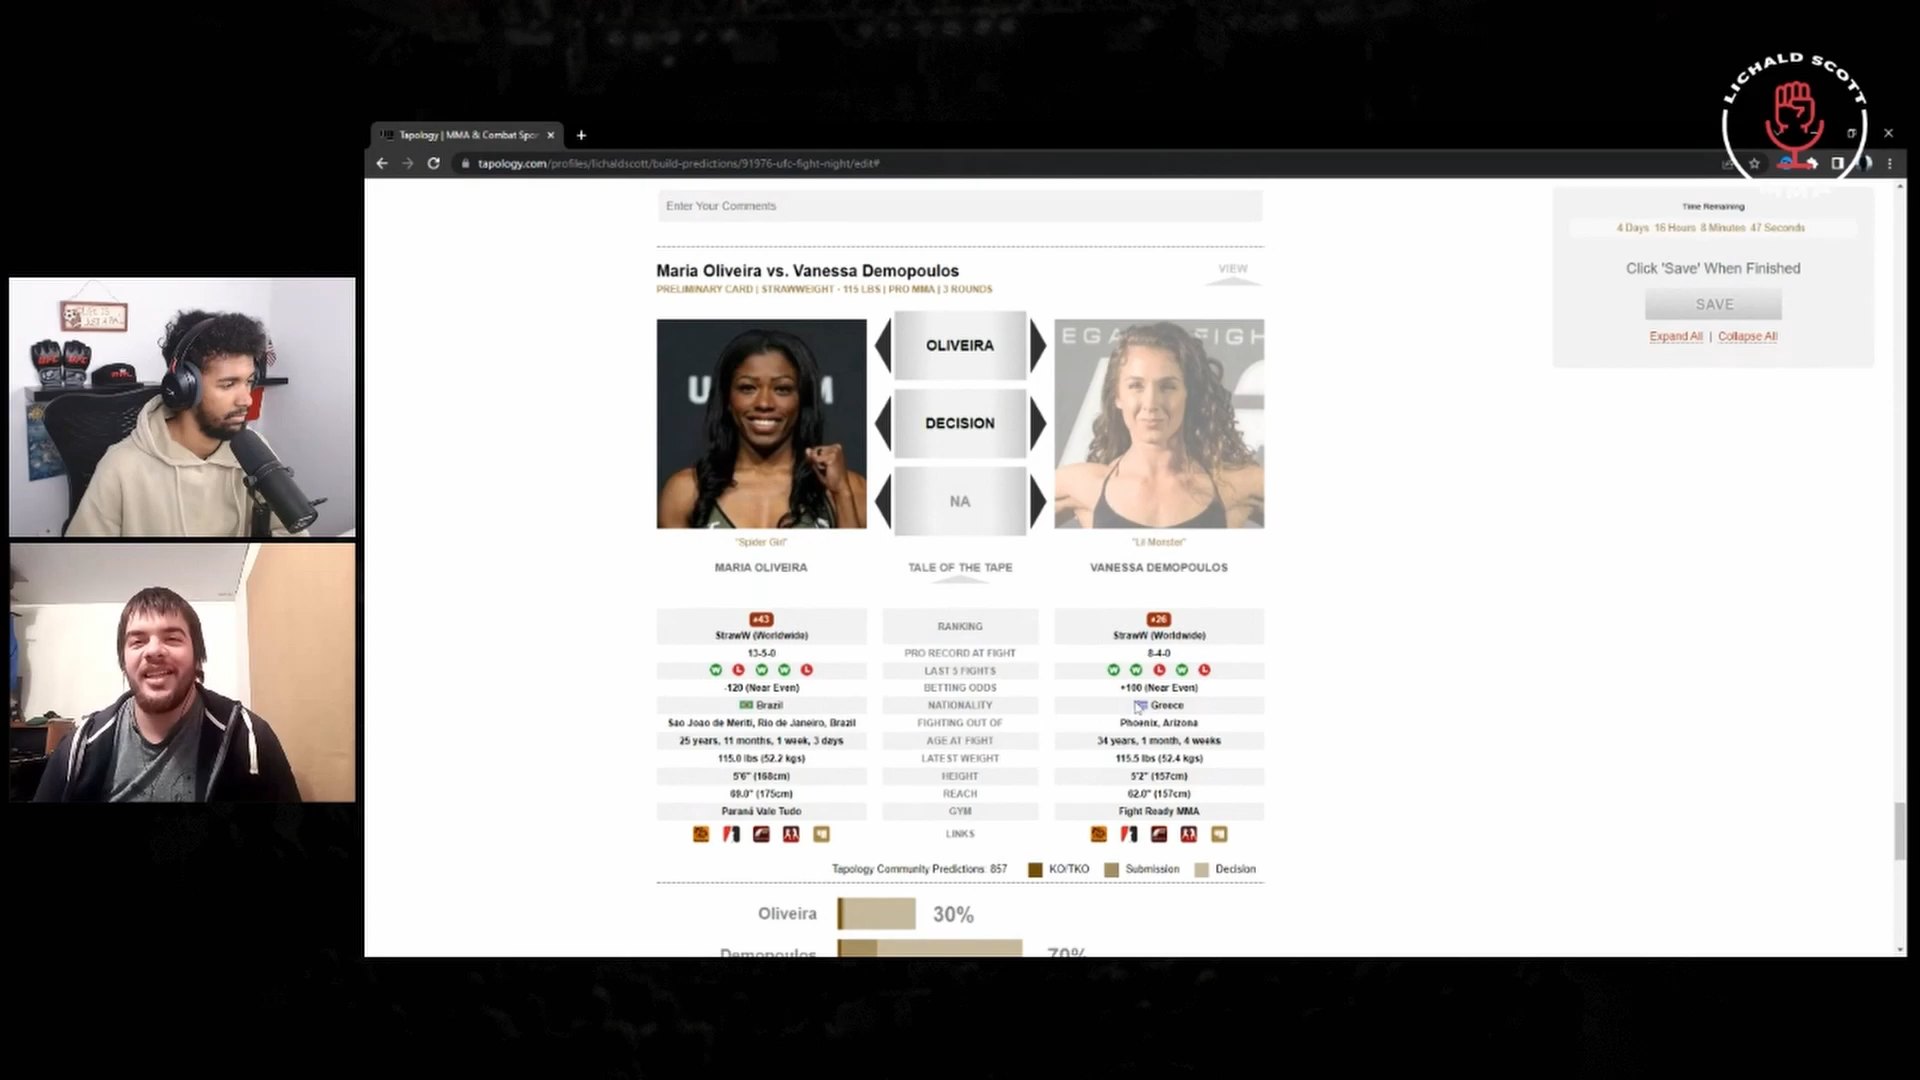 LICHALD SCOTT
Tapology | MMA & Combat Spor
tapology.com/profiles/lichaldscott/build-predictions/91976-ufc-fight-night/edit#
Enter Your Comments
Time Remaining
4 Days 16 Hours 8 Minutes 47 Seconds
Click 'Save' When Finished
SAVE
Expand All | Collapse All
Maria Oliveira vs. Vanessa Demopoulos
VIEW
PRELIMINARY CARD | STRAWWEIGHT - 115 LBS | PRO MMA | 3 ROUNDS
OLIVEIRA
DECISION
NA
"Spider Girl"
"Lil Monster"
MARIA OLIVEIRA
TALE OF THE TAPE
VANESSA DEMOPOULOS
#43
StrawW (Worldwide)
RANKING
#26
StrawW (Worldwide)
13-5-0
PRO RECORD AT FIGHT
8-4-0
W L W W L
LAST 5 FIGHTS
W W L W L
-120 (Near Even)
BETTING ODDS
+100 (Near Even)
Brazil
NATIONALITY
Greece
Sao Joao de Meriti, Rio de Janeiro, Brazil
FIGHTING OUT OF
Phoenix, Arizona
25 years, 11 months, 1 week, 3 days
AGE AT FIGHT
34 years, 1 month, 4 weeks
115.0 lbs (52.2 kgs)
LATEST WEIGHT
115.5 lbs (52.4 kgs)
5'6" (168cm)
HEIGHT
5'2" (157cm)
69.0" (175cm)
REACH
62.0" (157cm)
Paraná Vale Tudo
GYM
Fight Ready MMA
LINKS
Tapology Community Predictions: 857
KO/TKO
Submission
Decision
Oliveira
30%
Demopoulos
70%